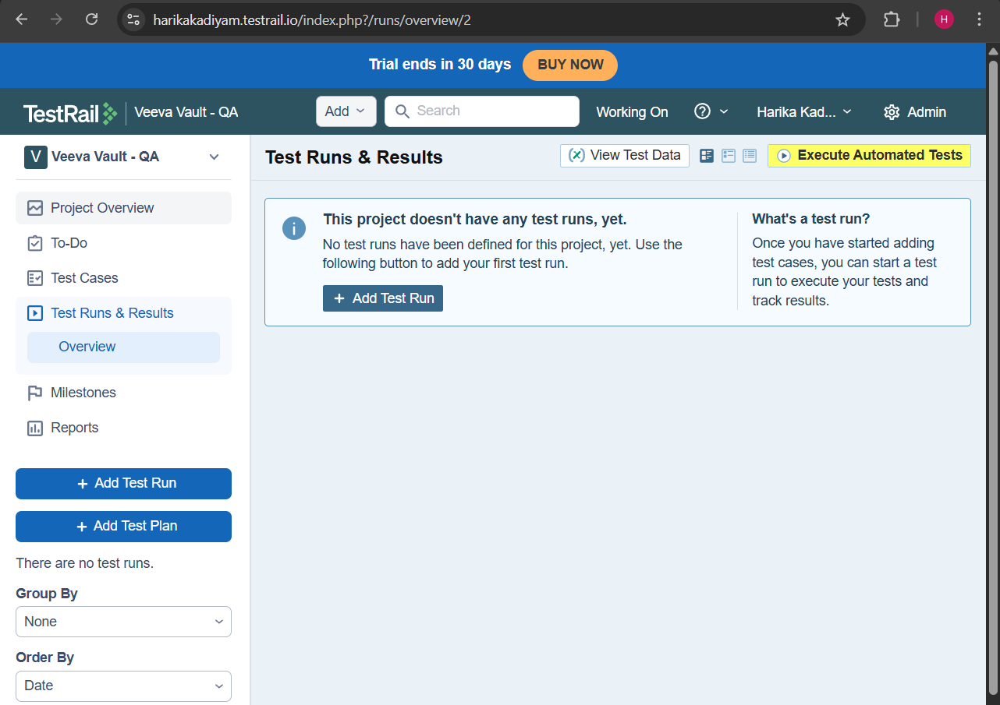 harikakadiyam.testrail.io/index.php?/runs/overview/2
H
Trial ends in 30 days
BUY NOW
TestRail
Veeva Vault - QA
Add
Search
Working On
?
Harika Kad...
Admin
V
Veeva Vault - QA
Project Overview
To-Do
Test Cases
Test Runs & Results
Overview
Milestones
Reports
+ Add Test Run
+ Add Test Plan
There are no test runs.
Group By
None
Order By
Date
Test Runs & Results
(x) View Test Data
Execute Automated Tests
i
This project doesn't have any test runs, yet.
No test runs have been defined for this project, yet. Use the
following button to add your first test run.
+ Add Test Run
What's a test run?
Once you have started adding
test cases, you can start a test
run to execute your tests and
track results.